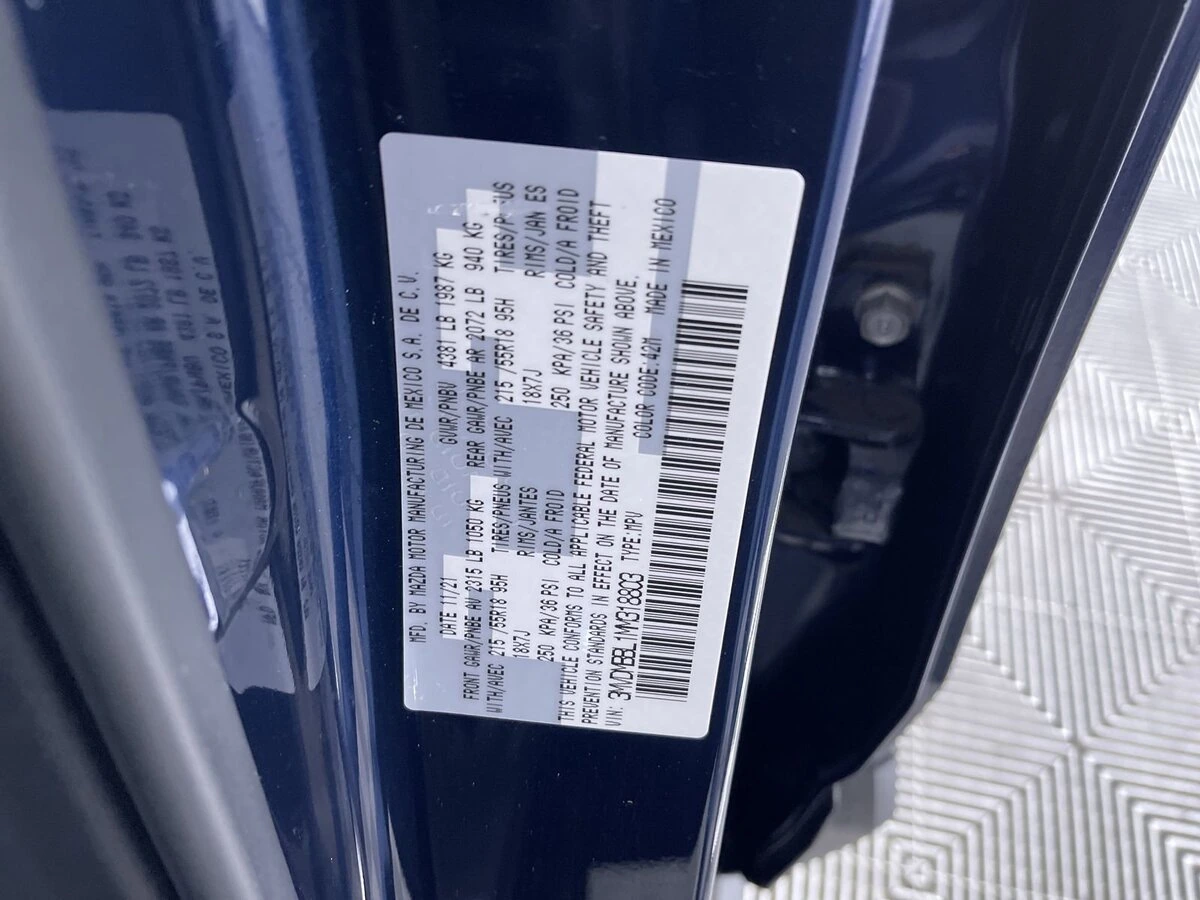 MFD. BY MAZDA MOTOR MANUFACTURING DE MEXICO S.A. DE C.V.
DATE 11/21 GVWR/PNBV 4381 LB 1987 KG
FRONT GAWR/PNBE AV 2315 LB 1050 KG REAR GAWR/PNBE AR 2072 LB 940 KG
WITH/AVEC 215 /55R18 95H TIRES/PNEUS WITH/AVEC 215 /55R18 95H
18X7J RIMS/JANTES 18X7J
250 KPA/36 PSI COLD/A FROID 250 KPA/36 PSI COLD/A FROID
THIS VEHICLE CONFORMS TO ALL APPLICABLE FEDERAL MOTOR VEHICLE SAFETY AND THEFT
PREVENTION STANDARDS IN EFFECT ON THE DATE OF MANUFACTURE SHOWN ABOVE.
VIN: 3MVDMBBL1MM318803 TYPE:MPV COLOR CODE:42M MADE IN MEXICO